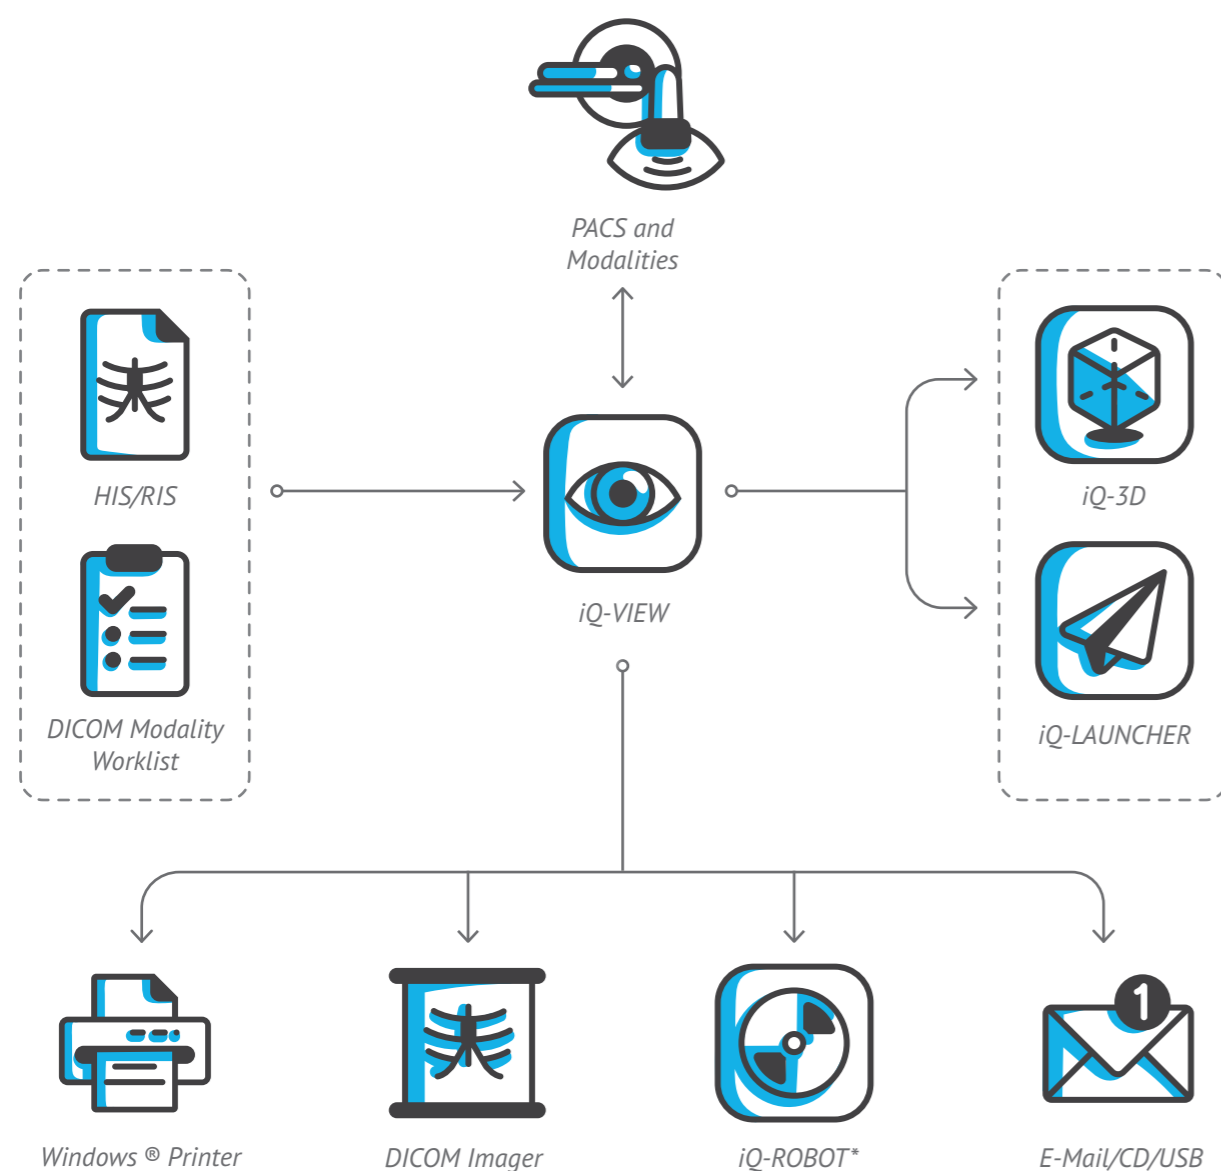 PACS and
Modalities
HIS/RIS
iQ-3D
iQ-VIEW
DICOM Modality
Worklist
iQ-LAUNCHER
1
Windows ® Printer
DICOM Imager
iQ-ROBOT*
E-Mail/CD/USB